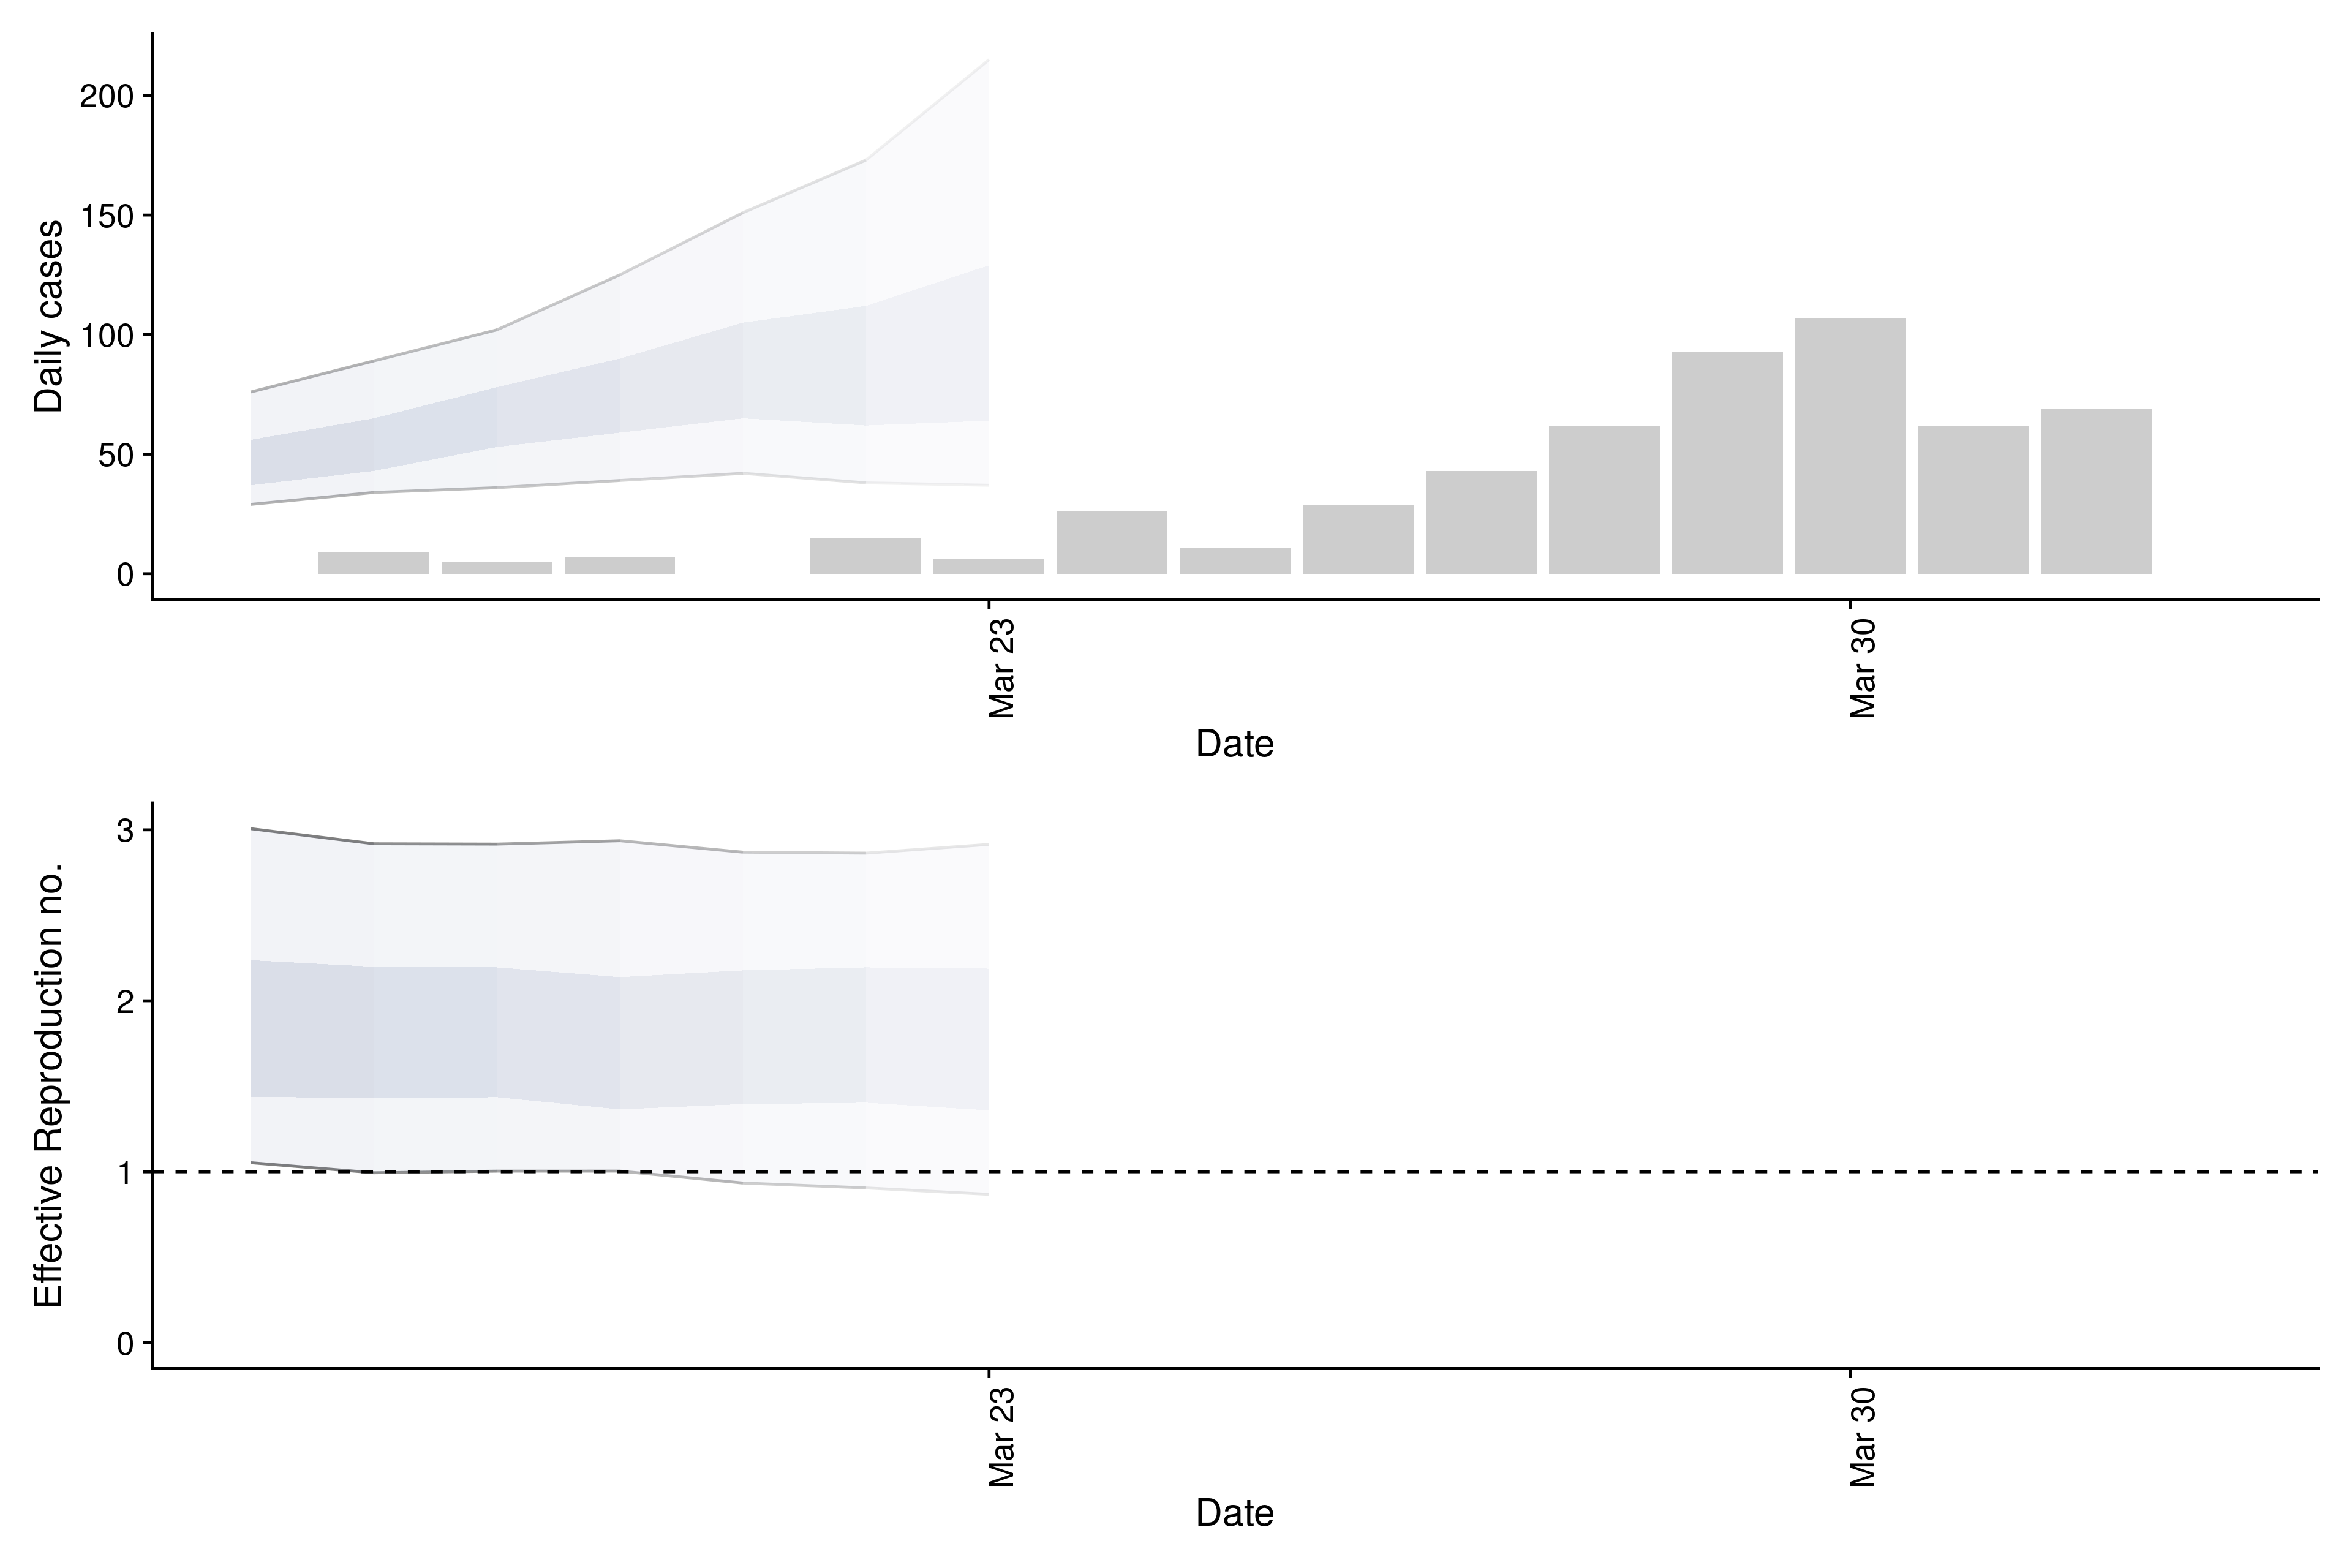 Daily cases
200
150
100
50
0
Mar 23
Mar 30
Date
Effective Reproduction no.
3
2
1
0
Mar 23
Mar 30
Date